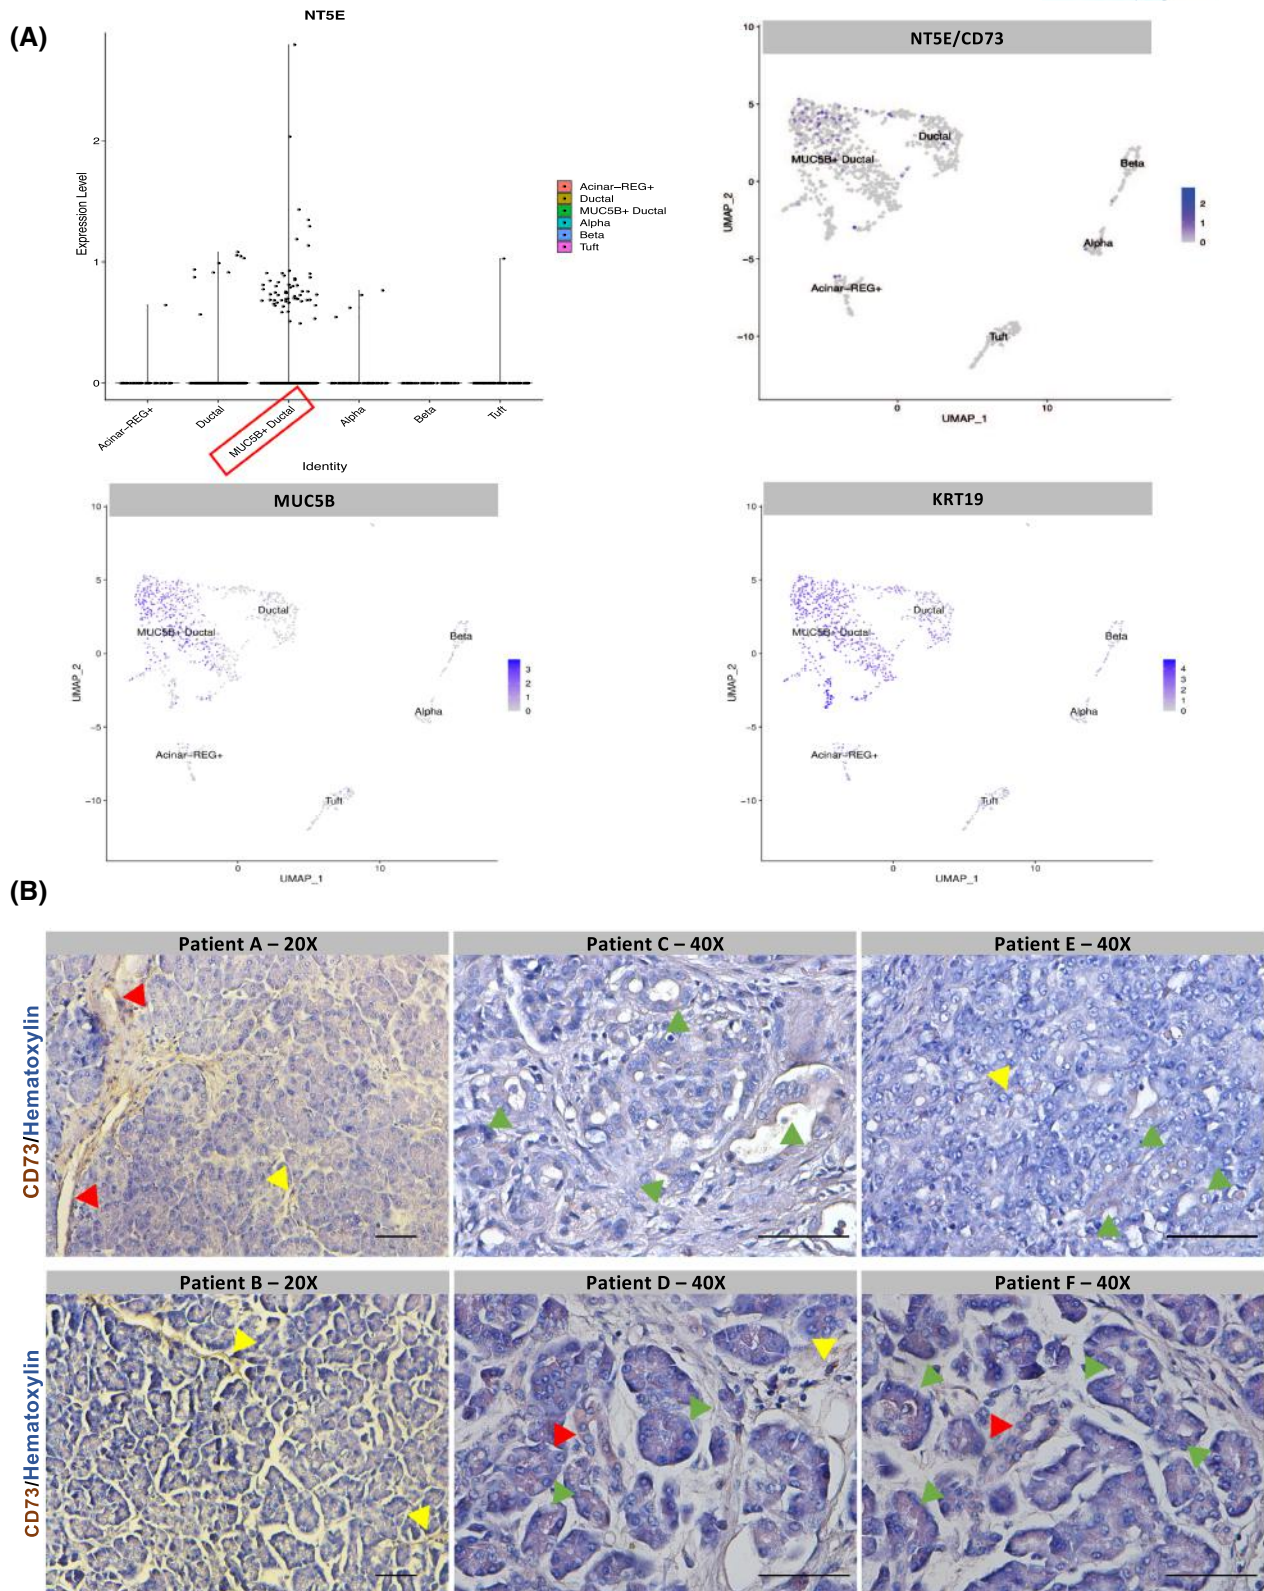 (A)
NT5E
Expression Level
2
1
0
Acinar–REG+
Ductal
MUC5B+ Ductal
Alpha
Beta
Tuft
Identity
Acinar–REG+
Ductal
MUC5B+ Ductal
Alpha
Beta
Tuft
NT5E/CD73
UMAP_2
10
5
0
–5
–10
Ductal
MUC5B+ Ductal
Beta
Alpha
Acinar–REG+
Tuft
0
10
UMAP_1
2
1
0
MUC5B
UMAP_2
10
5
0
–5
–10
Ductal
MUC5B+ Ductal
Beta
Alpha
Acinar–REG+
Tuft
0
10
UMAP_1
3
2
1
0
KRT19
UMAP_2
10
5
0
–5
–10
Ductal
MUC5B+ Ductal
Beta
Alpha
Acinar–REG+
Tuft
0
10
UMAP_1
4
3
2
1
0
(B)
CD73/Hematoxylin
Patient A – 20X
Patient C – 40X
Patient E – 40X
CD73/Hematoxylin
Patient B – 20X
Patient D – 40X
Patient F – 40X